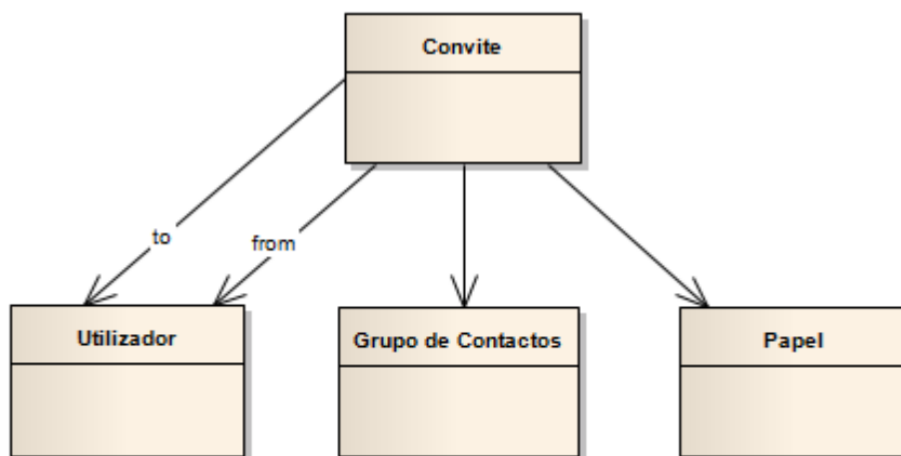 Convite
to
from
Utilizador
Grupo de Contactos
Papel